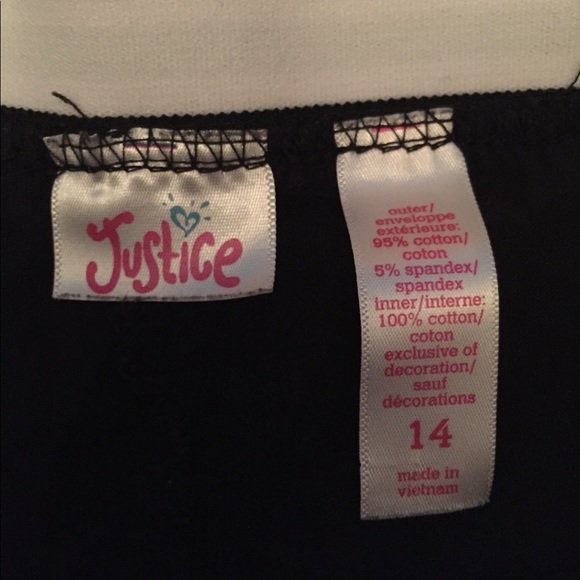 Justice
outer/
enveloppe
extérieure:
95% cotton/
coton
5% spandex/
spandex
inner/interne:
100% cotton/
coton
exclusive of
decoration/
sauf
décorations
14
made in
vietnam